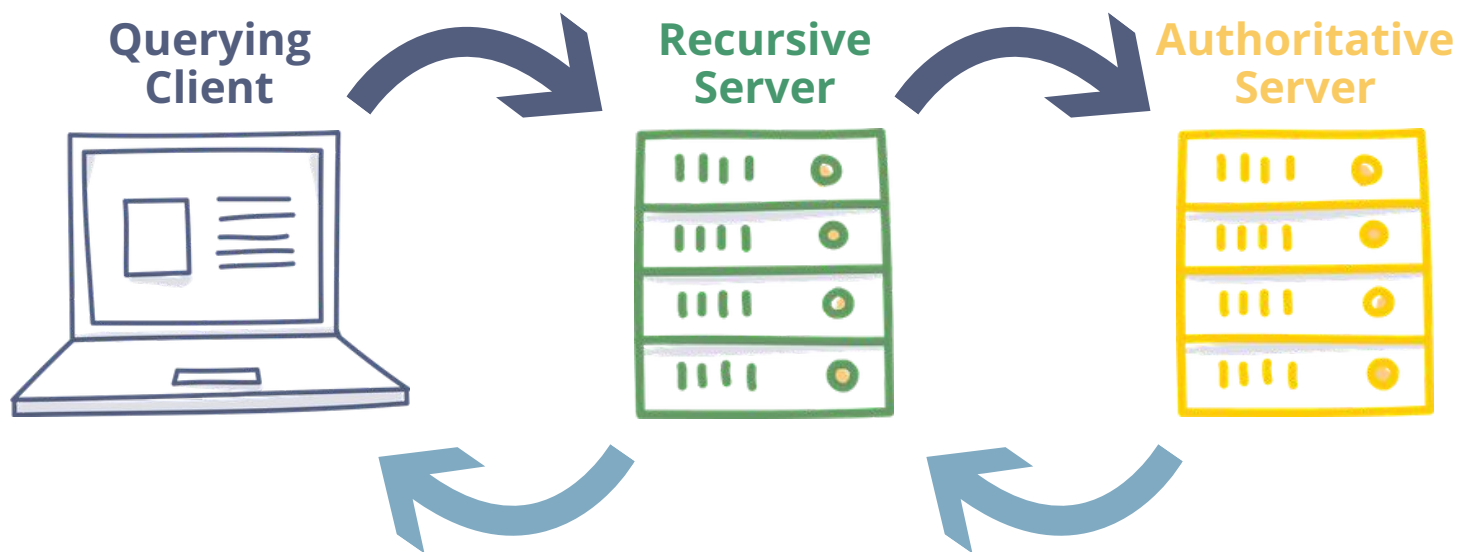 Querying
Client
Recursive
Server
Authoritative
Server